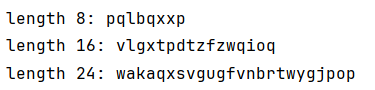 length 8: pqlbqxxp
length 16: vlgxtpdtzfzwqioq
length 24: wakaqxsvgugfvnbrtwygjpop